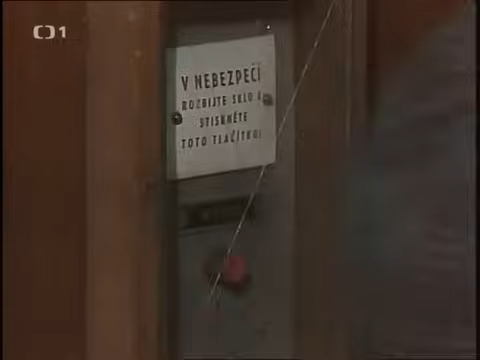 ČT1
V NEBEZPEČÍ
ROZBIJTE SKLO A
STISKNĚTE
TOTO TLAČÍTKO!